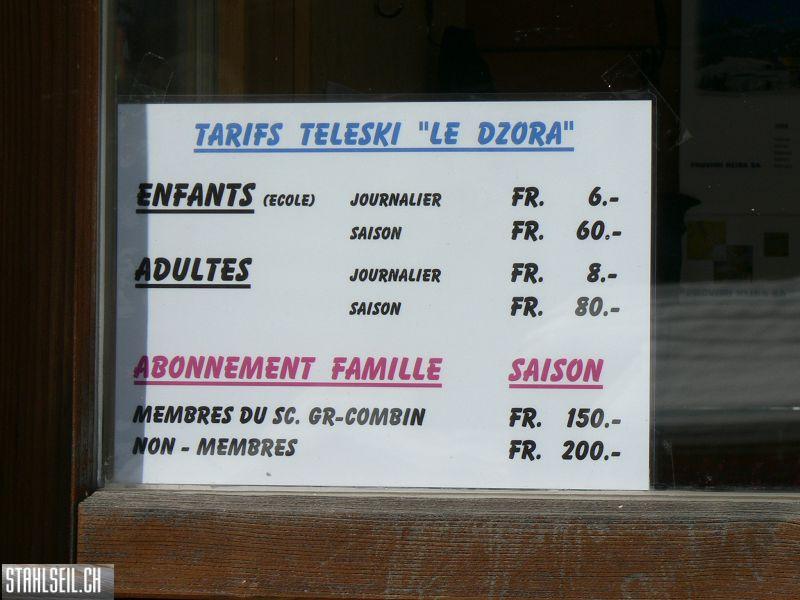 TARIFS TELESKI "LE DZORA"
ENFANTS (ECOLE) JOURNALIER FR. 6.-
SAISON FR. 60.-
ADULTES JOURNALIER FR. 8.-
SAISON FR. 80.-
ABONNEMENT FAMILLE SAISON
MEMBRES DU SC. GR-COMBIN FR. 150.-
NON - MEMBRES FR. 200.-
STAHLSEIL.CH